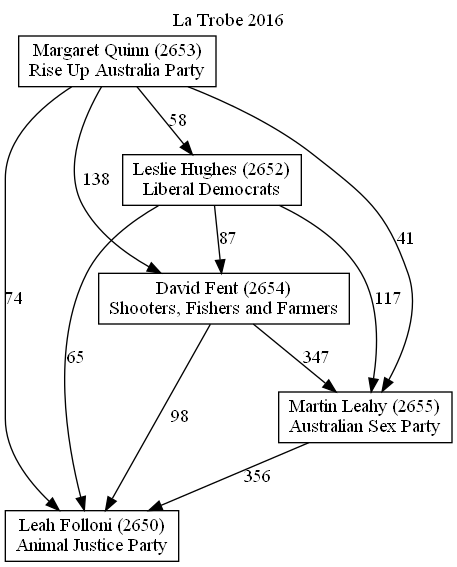 La Trobe 2016
Margaret Quinn (2653)
Rise Up Australia Party
58
Leslie Hughes (2652)
Liberal Democrats
138
87
41
David Fent (2654)
Shooters, Fishers and Farmers
74
117
65
347
98
Martin Leahy (2655)
Australian Sex Party
356
Leah Folloni (2650)
Animal Justice Party